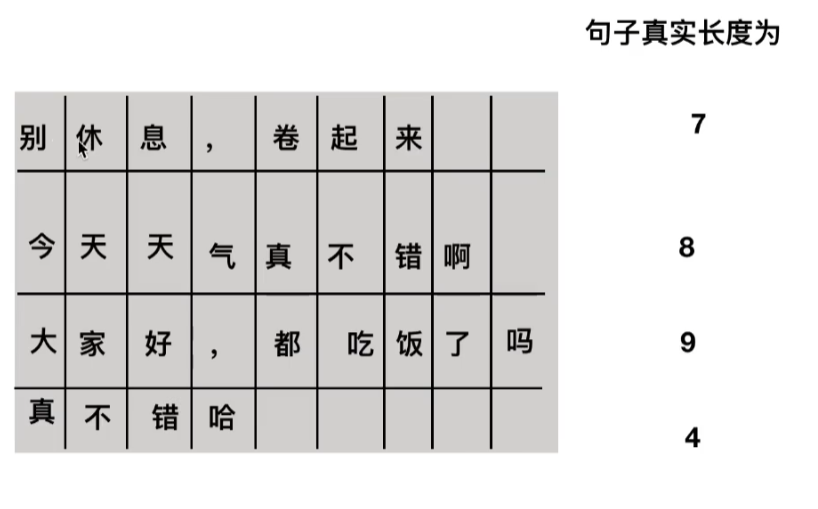 句子真实长度为
别 休 息 , 卷 起 来 7
今 天 天 气 真 不 错 啊 8
大 家 好 , 都 吃 饭 了 吗 9
真 不 错 哈 4